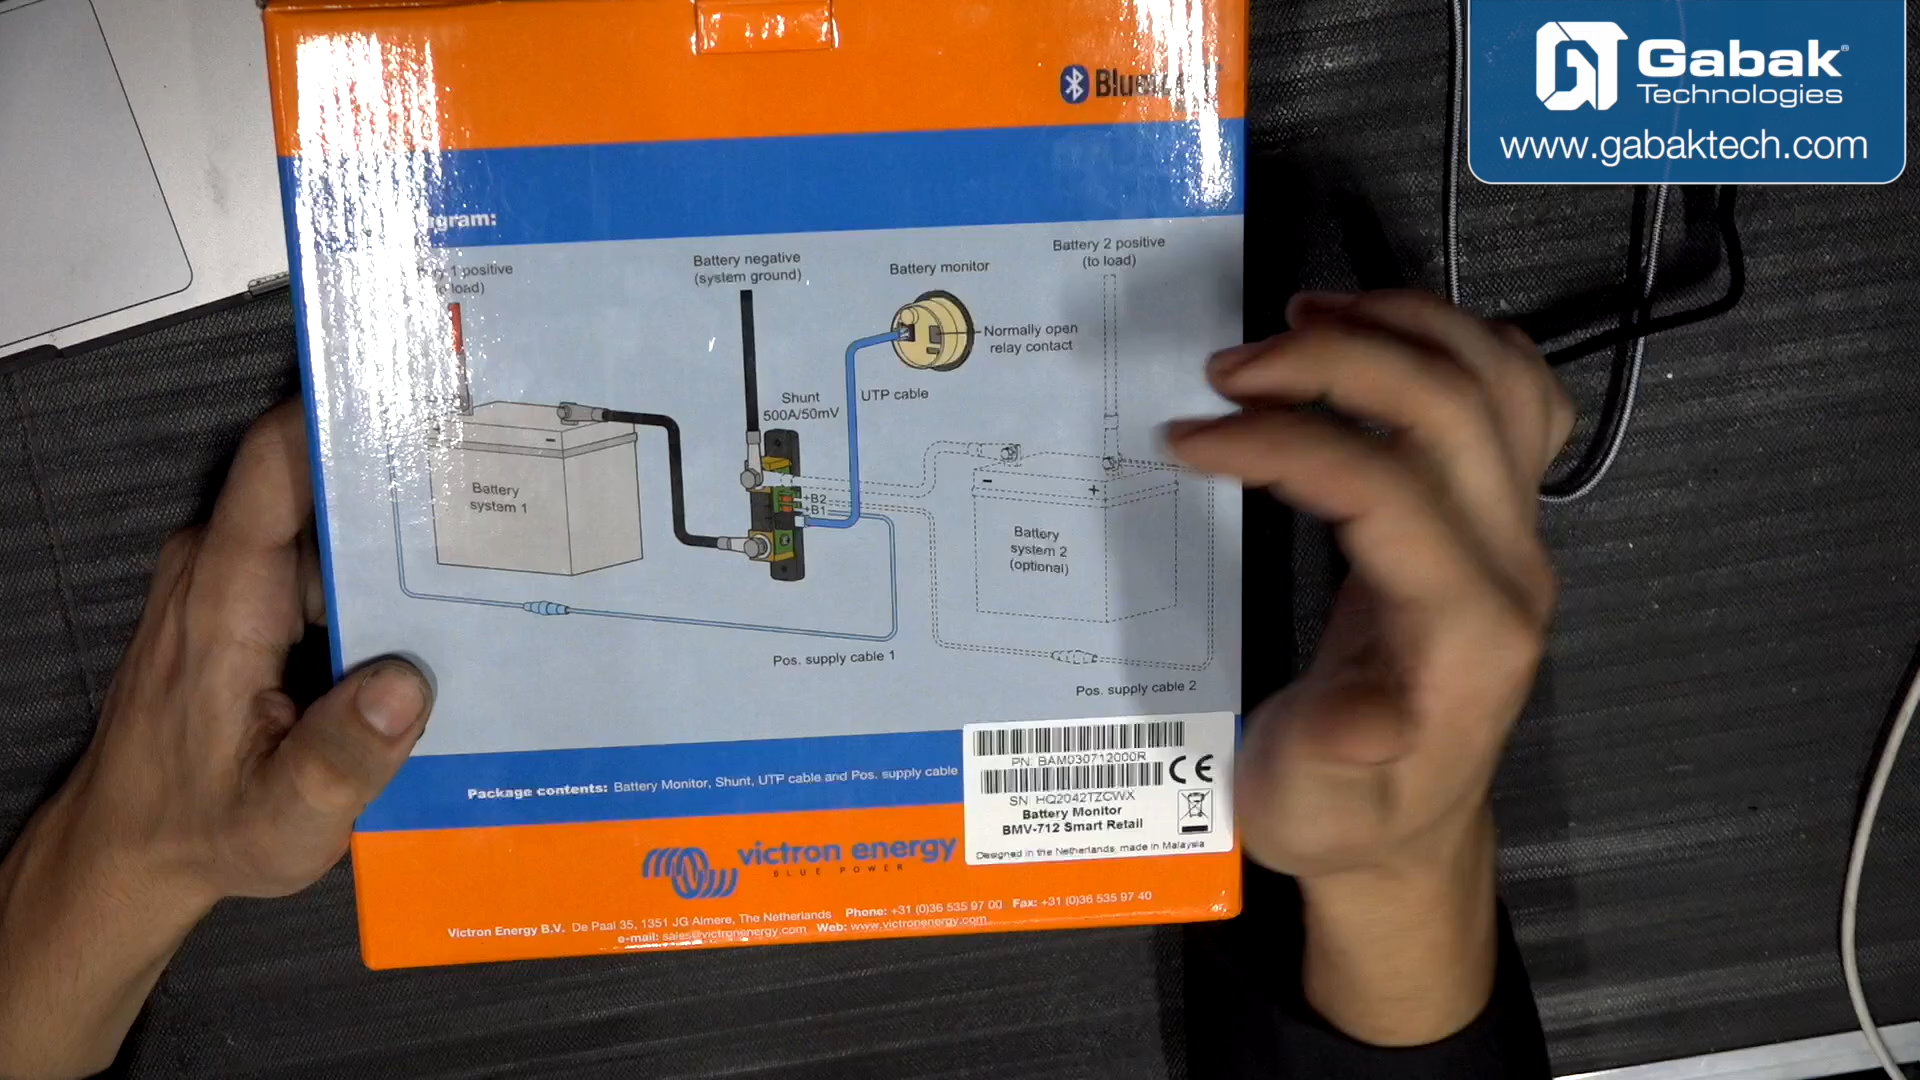 Gabak®
Technologies
www.gabaktech.com
Battery negative
(system ground)
Battery monitor
Battery 2 positive
(to load)
1 positive
load)
Normally open
relay contact
Shunt
500A/50mV
UTP cable
Battery
system 1
-
+B2
+B1
-
+
Battery
system 2
(optional)
Pos. supply cable 1
Pos. supply cable 2
PN: BAM030712000R
CE
SN: HQ2042TZCWX
Battery Monitor
BMV-712 Smart Retail
Designed in the Netherlands, made in Malaysia
Package contents: Battery Monitor, Shunt, UTP cable and Pos. supply cable
victron energy
BLUE POWER
Victron Energy B.V. De Paal 35, 1351 JG Almere, The Netherlands Phone: +31 (0)36 535 97 00 Fax: +31 (0)36 535 97 40
e-mail: sales@victronenergy.com Web: www.victronenergy.com